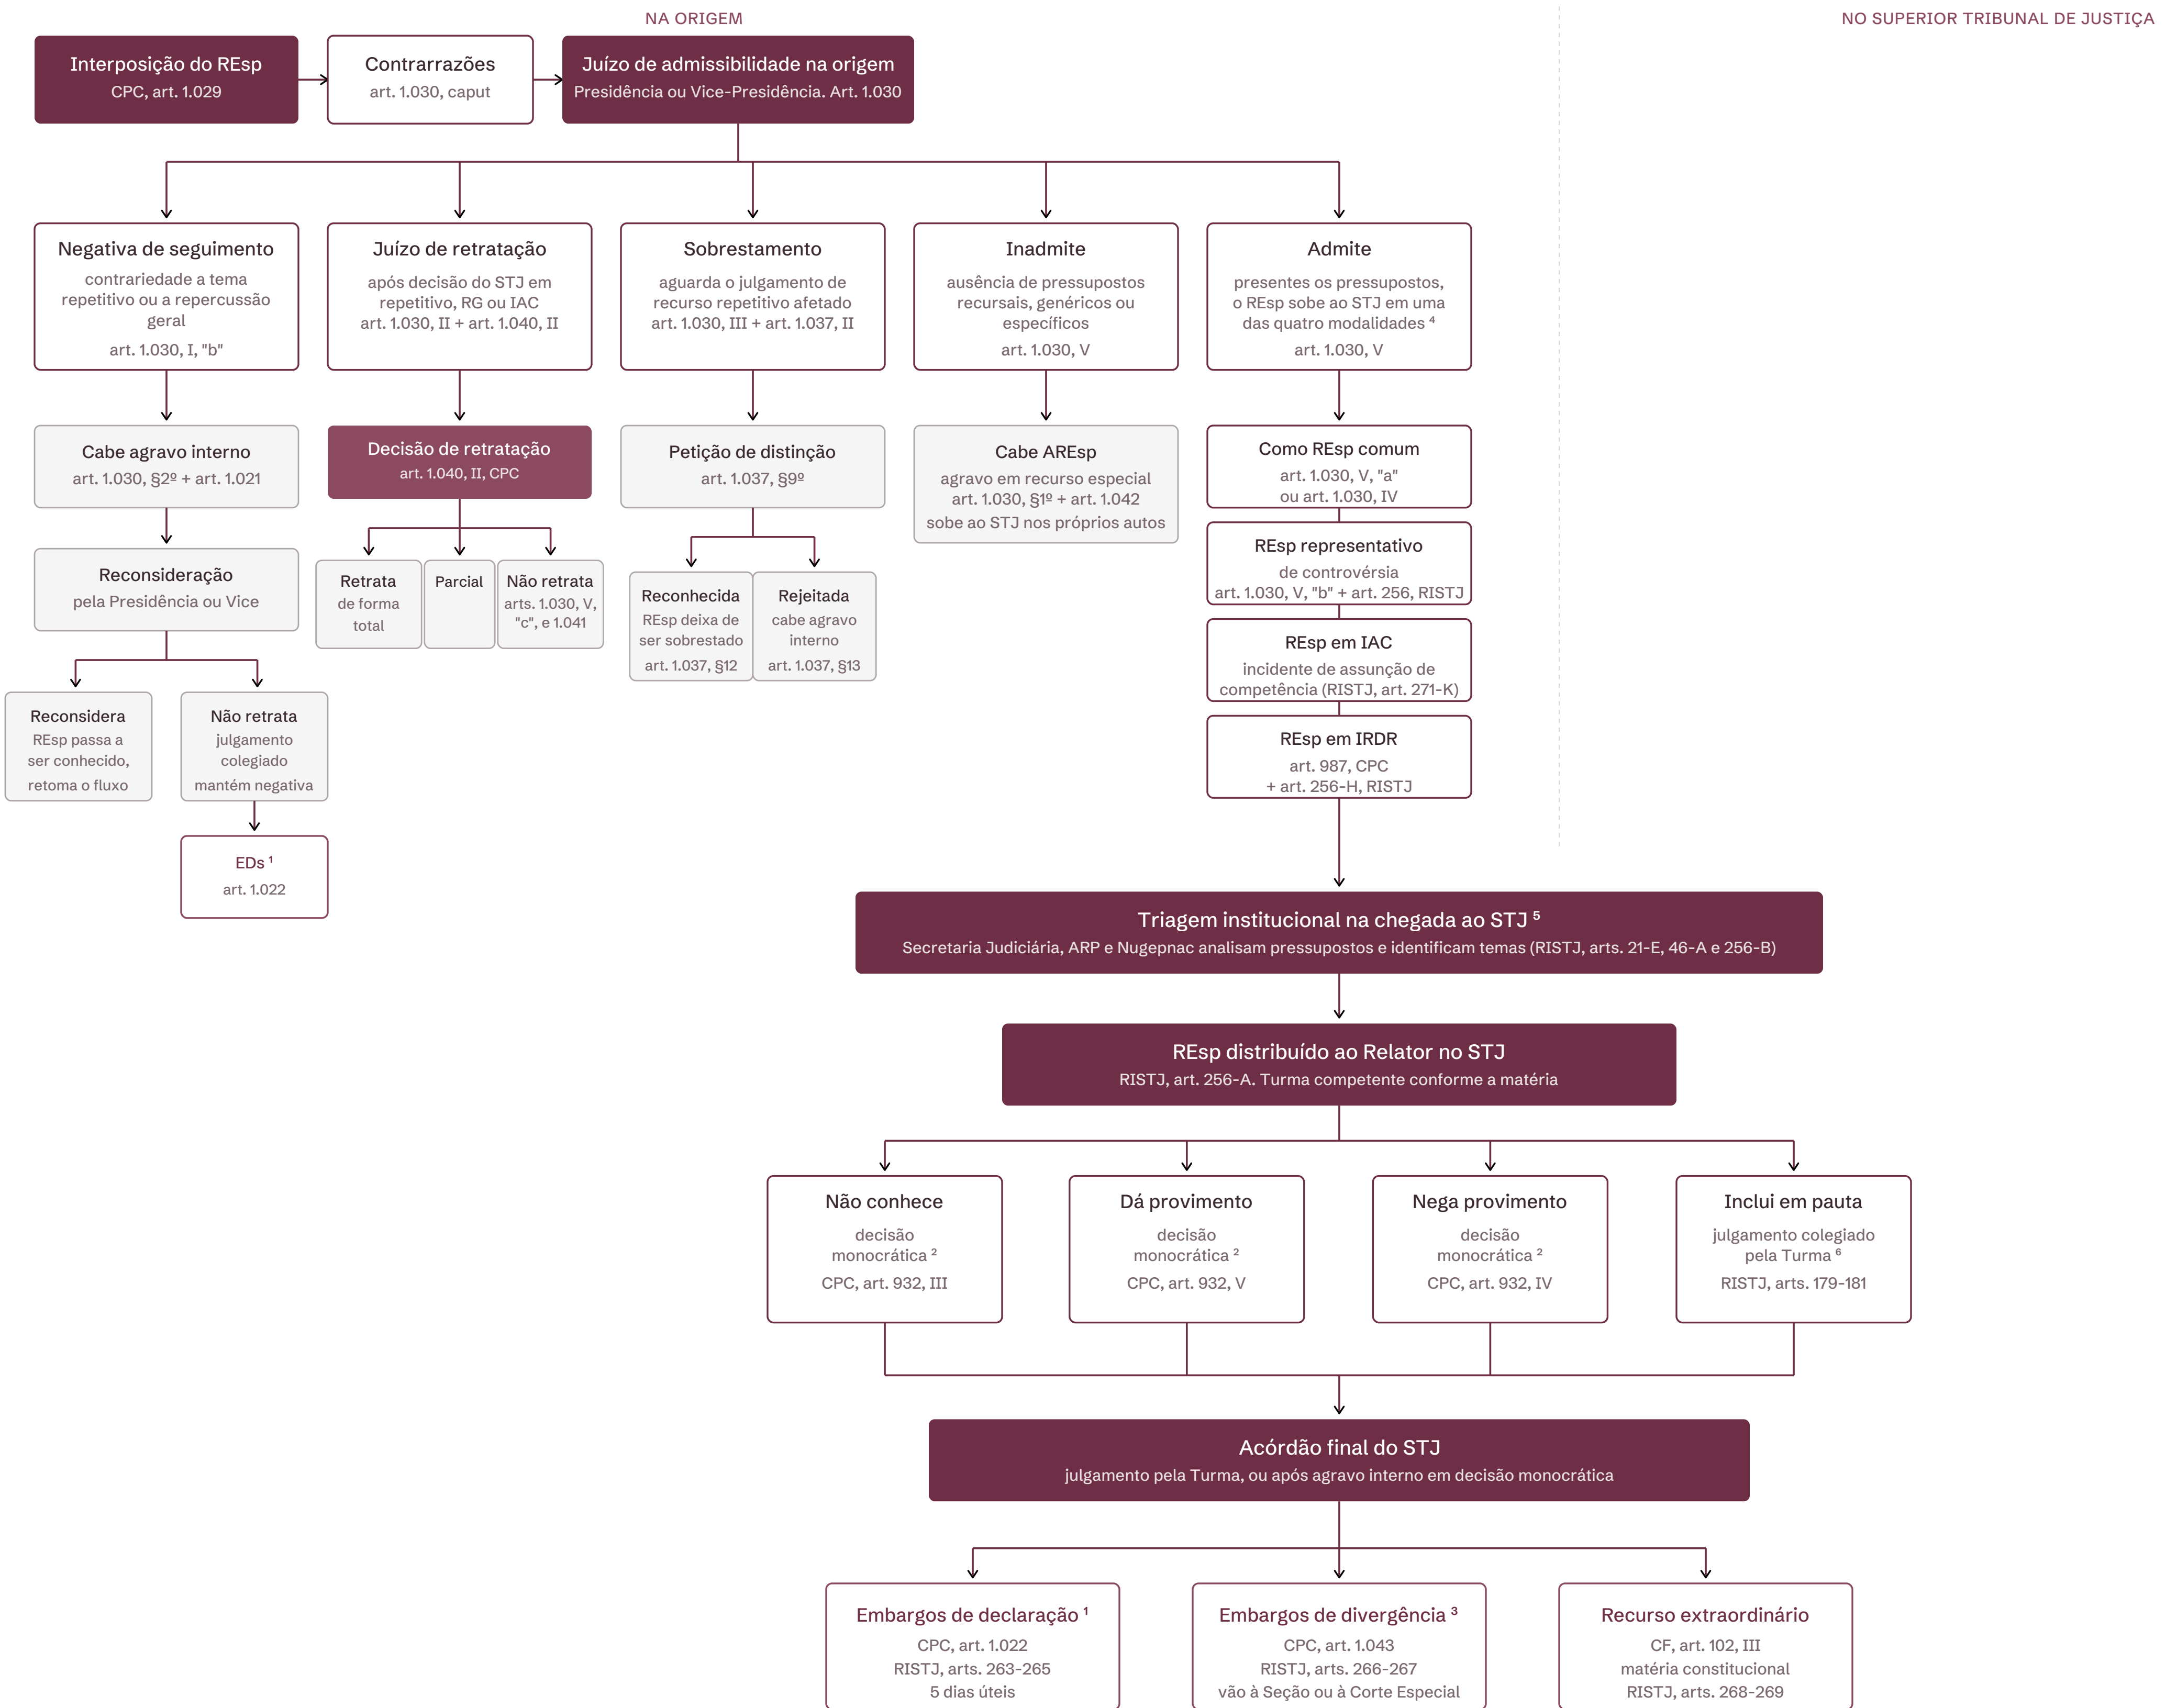 NA ORIGEM
NO SUPERIOR TRIBUNAL DE JUSTIÇA
Interposição do REsp
CPC, art. 1.029
Contrarrazões
art. 1.030, caput
Juízo de admissibilidade na origem
Presidência ou Vice-Presidência. Art. 1.030
Negativa de seguimento
contrariedade a tema
repetitivo ou a repercussão
geral
art. 1.030, I, "b"
Juízo de retratação
após decisão do STJ em
repetitivo, RG ou IAC
art. 1.030, II + art. 1.040, II
Sobrestamento
aguarda o julgamento de
recurso repetitivo afetado
art. 1.030, III + art. 1.037, II
Inadmite
ausência de pressupostos
recursais, genéricos ou
específicos
art. 1.030, V
Admite
presentes os pressupostos,
o REsp sobe ao STJ em uma
das quatro modalidades ⁴
art. 1.030, V
Cabe agravo interno
art. 1.030, §2º + art. 1.021
Decisão de retratação
art. 1.040, II, CPC
Petição de distinção
art. 1.037, §9º
Cabe AREsp
agravo em recurso especial
art. 1.030, §1º + art. 1.042
sobe ao STJ nos próprios autos
Como REsp comum
art. 1.030, V, "a"
ou art. 1.030, IV
REsp representativo
de controvérsia
art. 1.030, V, "b" + art. 256, RISTJ
REsp em IAC
incidente de assunção de
competência (RISTJ, art. 271-K)
REsp em IRDR
art. 987, CPC
+ art. 256-H, RISTJ
Reconsideração
pela Presidência ou Vice
Retrata
de forma
total
Parcial
Não retrata
arts. 1.030, V,
"c", e 1.041
Reconhecida
REsp deixa de
ser sobrestado
art. 1.037, §12
Rejeitada
cabe agravo
interno
art. 1.037, §13
Reconsidera
REsp passa a
ser conhecido,
retoma o fluxo
Não retrata
julgamento
colegiado
mantém negativa
EDs ¹
art. 1.022
Triagem institucional na chegada ao STJ ⁵
Secretaria Judiciária, ARP e Nugepnac analisam pressupostos e identificam temas (RISTJ, arts. 21-E, 46-A e 256-B)
REsp distribuído ao Relator no STJ
RISTJ, art. 256-A. Turma competente conforme a matéria
Não conhece
decisão
monocrática ²
CPC, art. 932, III
Dá provimento
decisão
monocrática ²
CPC, art. 932, V
Nega provimento
decisão
monocrática ²
CPC, art. 932, IV
Inclui em pauta
julgamento colegiado
pela Turma ⁶
RISTJ, arts. 179-181
Acórdão final do STJ
julgamento pela Turma, ou após agravo interno em decisão monocrática
Embargos de declaração ¹
CPC, art. 1.022
RISTJ, arts. 263-265
5 dias úteis
Embargos de divergência ³
CPC, art. 1.043
RISTJ, arts. 266-267
vão à Seção ou à Corte Especial
Recurso extraordinário
CF, art. 102, III
matéria constitucional
RISTJ, arts. 268-269